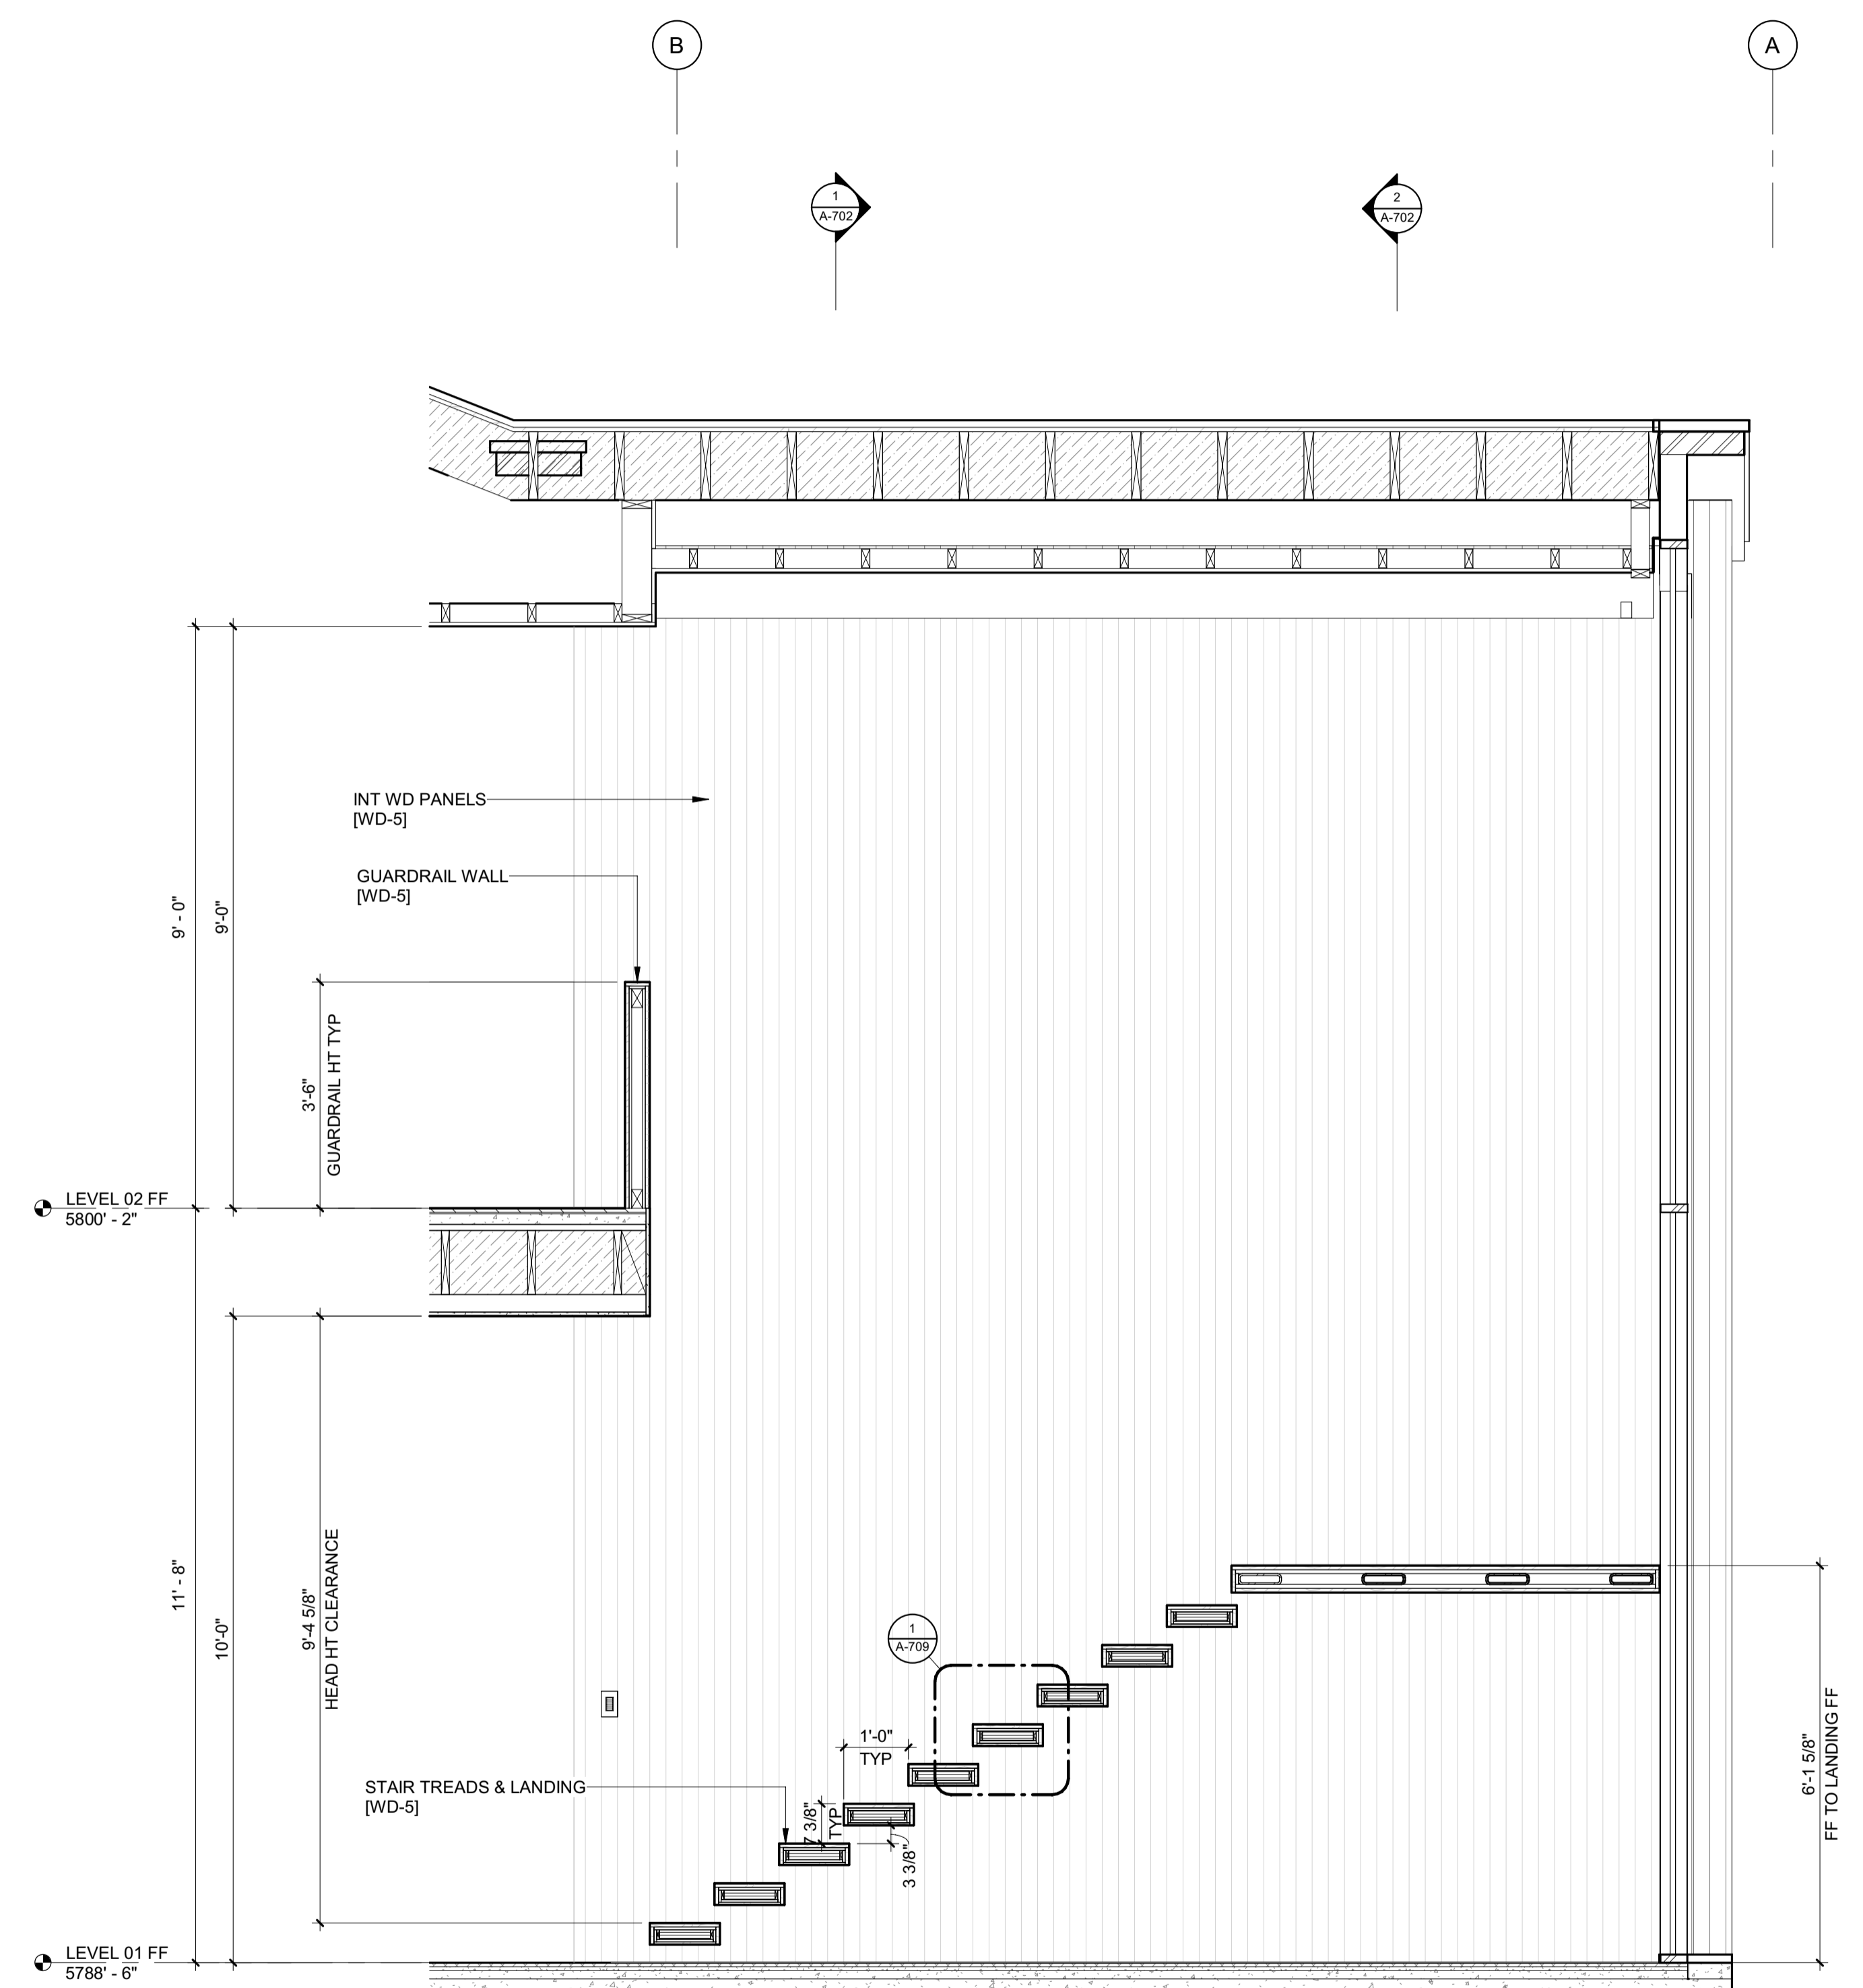 B
A
1
A-702
2
A-702
INT WD PANELS
[WD-5]
GUARDRAIL WALL
[WD-5]
9' - 0"
9'-0"
3'-6"
GUARDRAIL HT TYP
LEVEL 02 FF
5800' - 2"
11' - 8"
10'-0"
9'-4 5/8"
HEAD HT CLEARANCE
1
A-709
1'-0"
TYP
STAIR TREADS & LANDING
[WD-5]
7 3/8"
TYP
3 3/8"
6'-1 5/8"
FF TO LANDING FF
LEVEL 01 FF
5788' - 6"